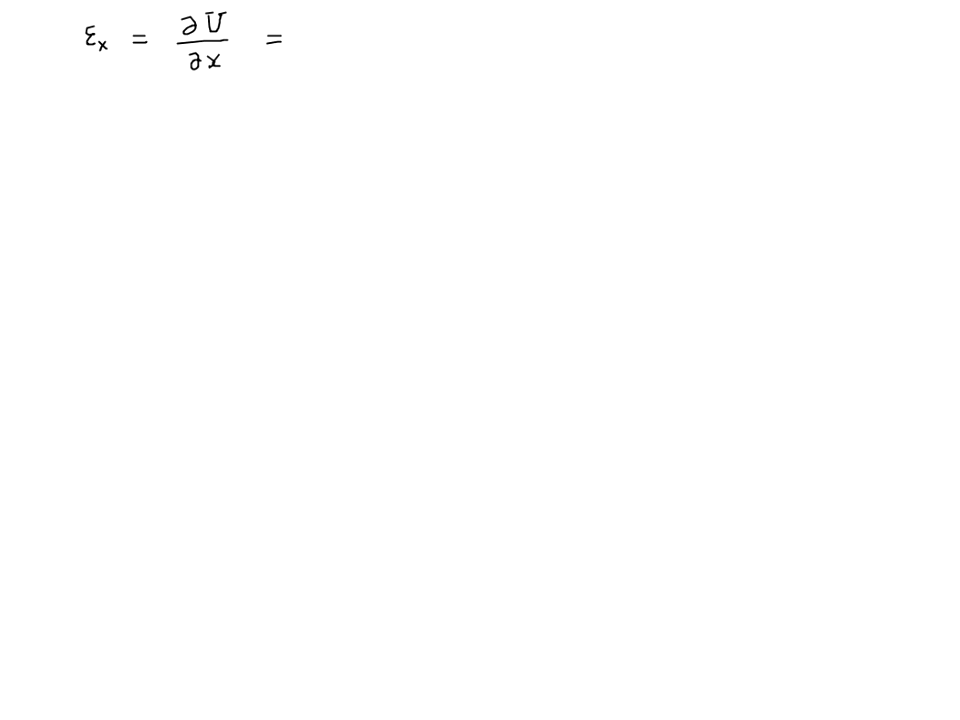 εₓ = ∂U/∂x =